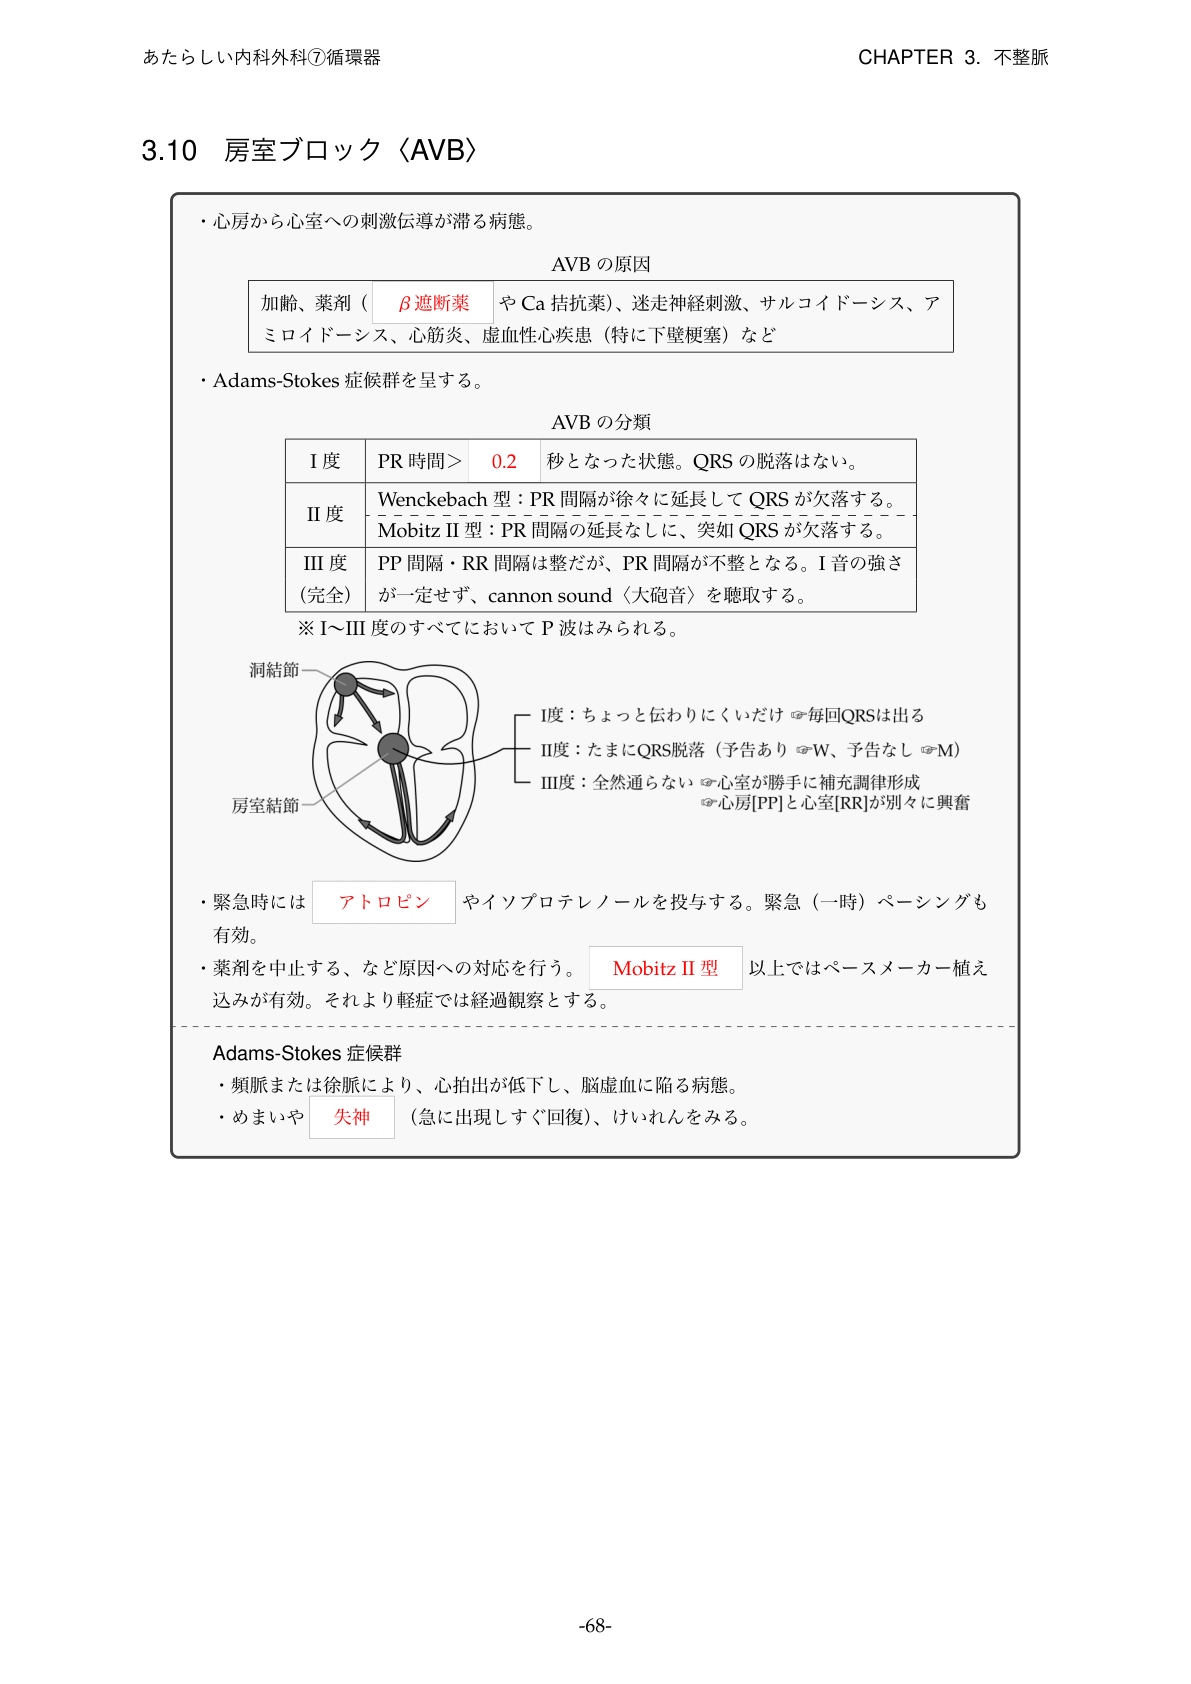 あたらしい内科外科⑦循環器
CHAPTER 3. 不整脈
3.10 房室ブロック〈AVB〉
・心房から心室への刺激伝導が滞る病態。
AVB の原因
加齢、薬剤（ β遮断薬 や Ca 拮抗薬）、迷走神経刺激、サルコイドーシス、ア
ミロイドーシス、心筋炎、虚血性心疾患（特に下壁梗塞）など
・Adams-Stokes 症候群を呈する。
AVB の分類
I 度 PR 時間＞ 0.2 秒となった状態。QRS の脱落はない。
II 度
Wenckebach 型：PR 間隔が徐々に延長して QRS が欠落する。
Mobitz II 型：PR 間隔の延長なしに、突如 QRS が欠落する。
III 度 PP 間隔・RR 間隔は整だが、PR 間隔が不整となる。I 音の強さ
（完全） が一定せず、cannon sound〈大砲音〉を聴取する。
※ I〜III 度のすべてにおいて P 波はみられる。
洞結節
房室結節
I度：ちょっと伝わりにくいだけ ☞毎回QRSは出る
II度：たまにQRS脱落（予告あり ☞W、予告なし ☞M）
III度：全然通らない ☞心室が勝手に補充調律形成
☞心房[PP]と心室[RR]が別々に興奮
・緊急時には アトロピン やイソプロテレノールを投与する。緊急（一時）ペーシングも
有効。
・薬剤を中止する、など原因への対応を行う。 Mobitz II 型 以上ではペースメーカー植え
込みが有効。それより軽症では経過観察とする。
Adams-Stokes 症候群
・頻脈または徐脈により、心拍出が低下し、脳虚血に陥る病態。
・めまいや 失神 （急に出現しすぐ回復）、けいれんをみる。
-68-